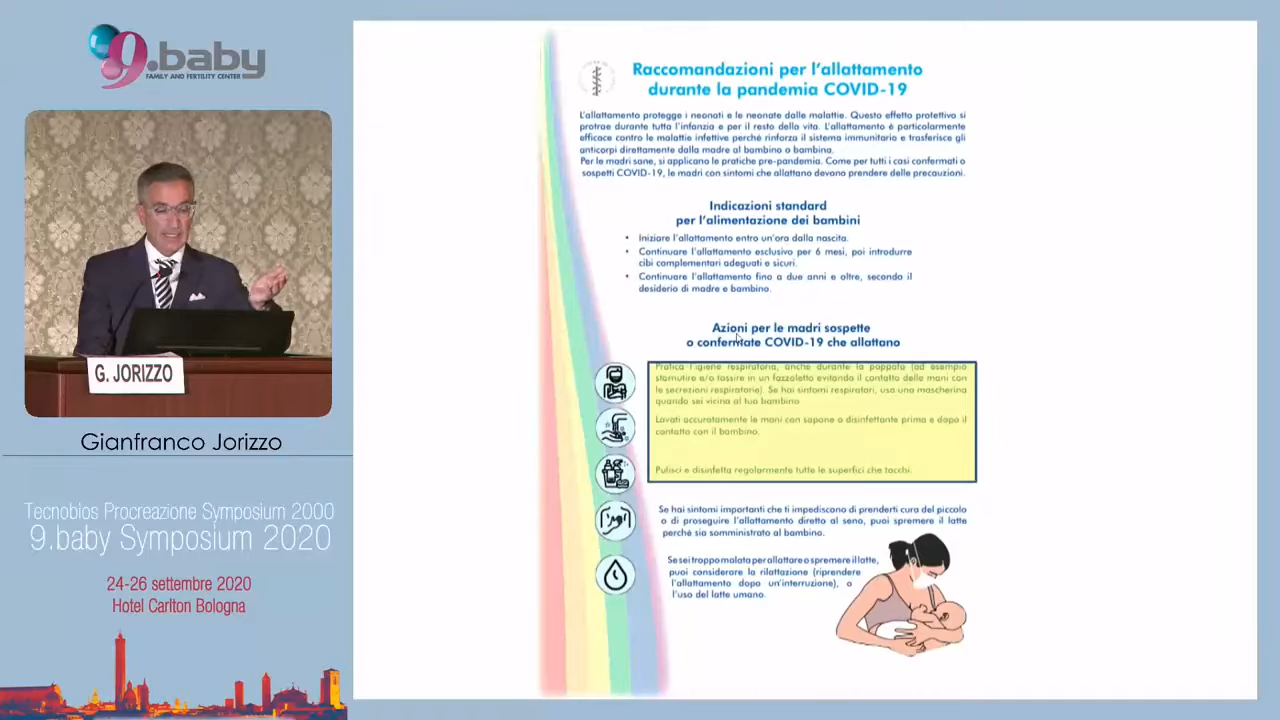 9.baby
FAMILY AND FERTILITY CENTER
G. JORIZZO
Gianfranco Jorizzo
Tecnobios Procreazione Symposium 2000
9.baby Symposium 2020
24-26 settembre 2020
Hotel Carlton Bologna
Raccomandazioni per l'allattamento
durante la pandemia COVID-19
L'allattamento protegge i neonati e le neonate dalle malattie. Questo effetto protettivo si
protrae durante tutta l'infanzia e per il resto della vita. L'allattamento è particolarmente
efficace contro le malattie infettive perché rinforza il sistema immunitario e trasferisce gli
anticorpi direttamente dalla madre al bambino o bambina.
Per le madri sane, si applicano le pratiche pre-pandemia. Come per tutti i casi confermati o
sospetti COVID-19, le madri con sintomi che allattano devono prendere delle precauzioni.
Indicazioni standard
per l'alimentazione dei bambini
• Iniziare l'allattamento entro un'ora dalla nascita.
• Continuare l'allattamento esclusivo per 6 mesi, poi introdurre
cibi complementari adeguati e sicuri.
• Continuare l'allattamento fino a due anni e oltre, secondo il
desiderio di madre e bambino.
Azioni per le madri sospette
o confermate COVID-19 che allattano
Pratica l'igiene respiratoria, anche durante la poppata (ad esempio
starnutire e/o tossire in un fazzoletto evitando il contatto delle mani con
le secrezioni respiratorie). Se hai sintomi respiratori, usa una mascherina
quando sei vicina al tuo bambino
Lavati accuratamente le mani con sapone o disinfettante prima e dopo il
contatto con il bambino.
Pulisci e disinfetta regolarmente tutte le superfici che tocchi.
Se hai sintomi importanti che ti impediscono di prenderti cura del piccolo
o di proseguire l'allattamento diretto al seno, puoi spremere il latte
perché sia somministrato al bambino.
Se sei troppo malata per allattare o spremere il latte,
puoi considerare la rilattazione (riprendere
l'allattamento dopo un'interruzione), o
l'uso del latte umano.